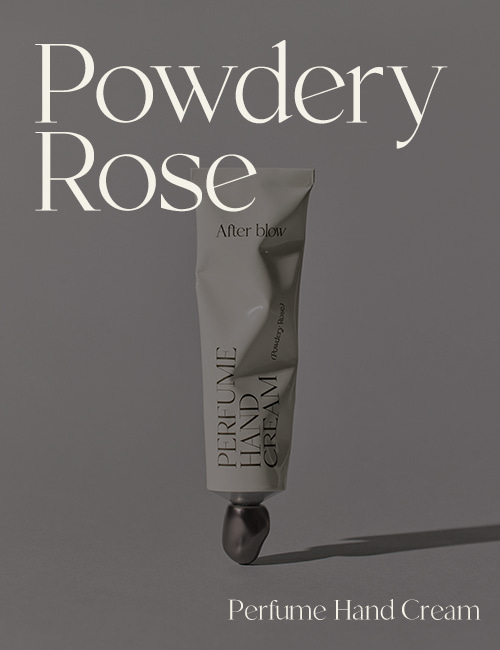 Powdery
Rose
After blow
(Powdery Rose)
PERFUME
HAND
CREAM
Perfume Hand Cream